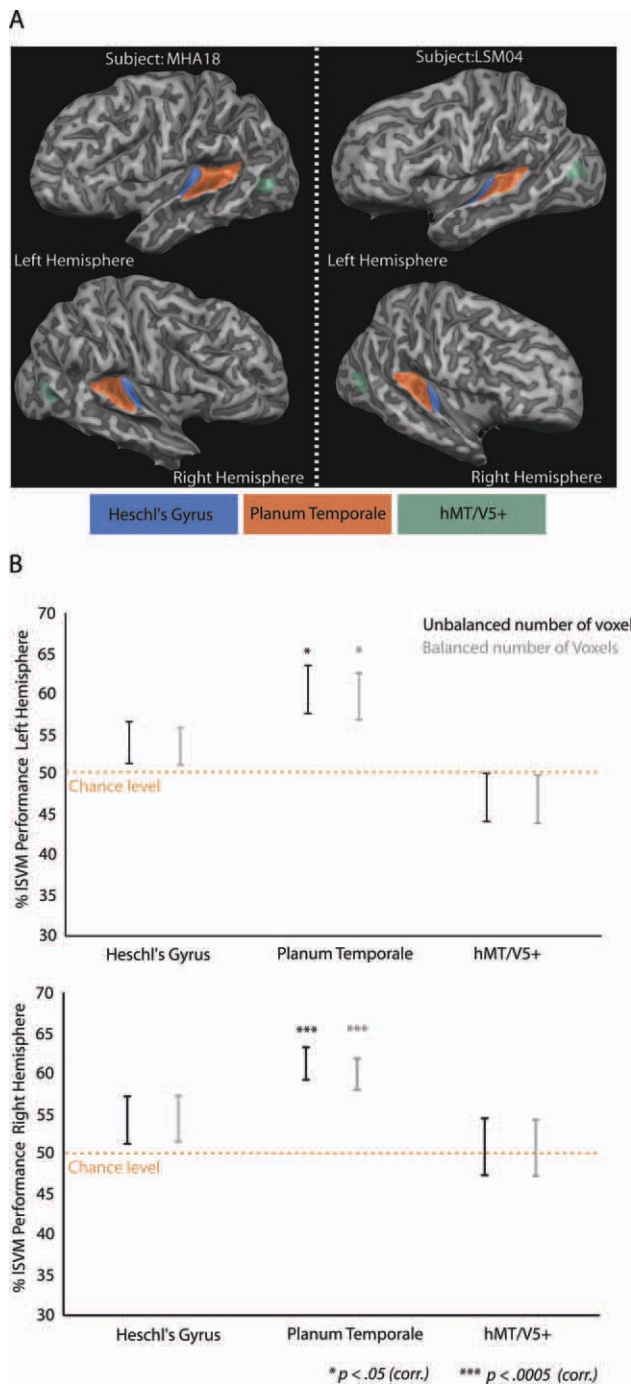 A
Subject: MHA18
Subject:LSM04
Left Hemisphere
Left Hemisphere
Right Hemisphere
Right Hemisphere
Heschl's Gyrus
Planum Temporale
hMT/V5+
B
% ISVM Performance Left Hemisphere
70
65
60
55
50
45
40
35
30
Unbalanced number of voxel
Balanced number of Voxels
*
*
Chance level
Heschl's Gyrus
Planum Temporale
hMT/V5+
% ISVM Performance Right Hemisphere
70
65
60
55
50
45
40
35
30
***
***
Chance level
Heschl's Gyrus
Planum Temporale
hMT/V5+
* p < .05 (corr.)
*** p < .0005 (corr.)